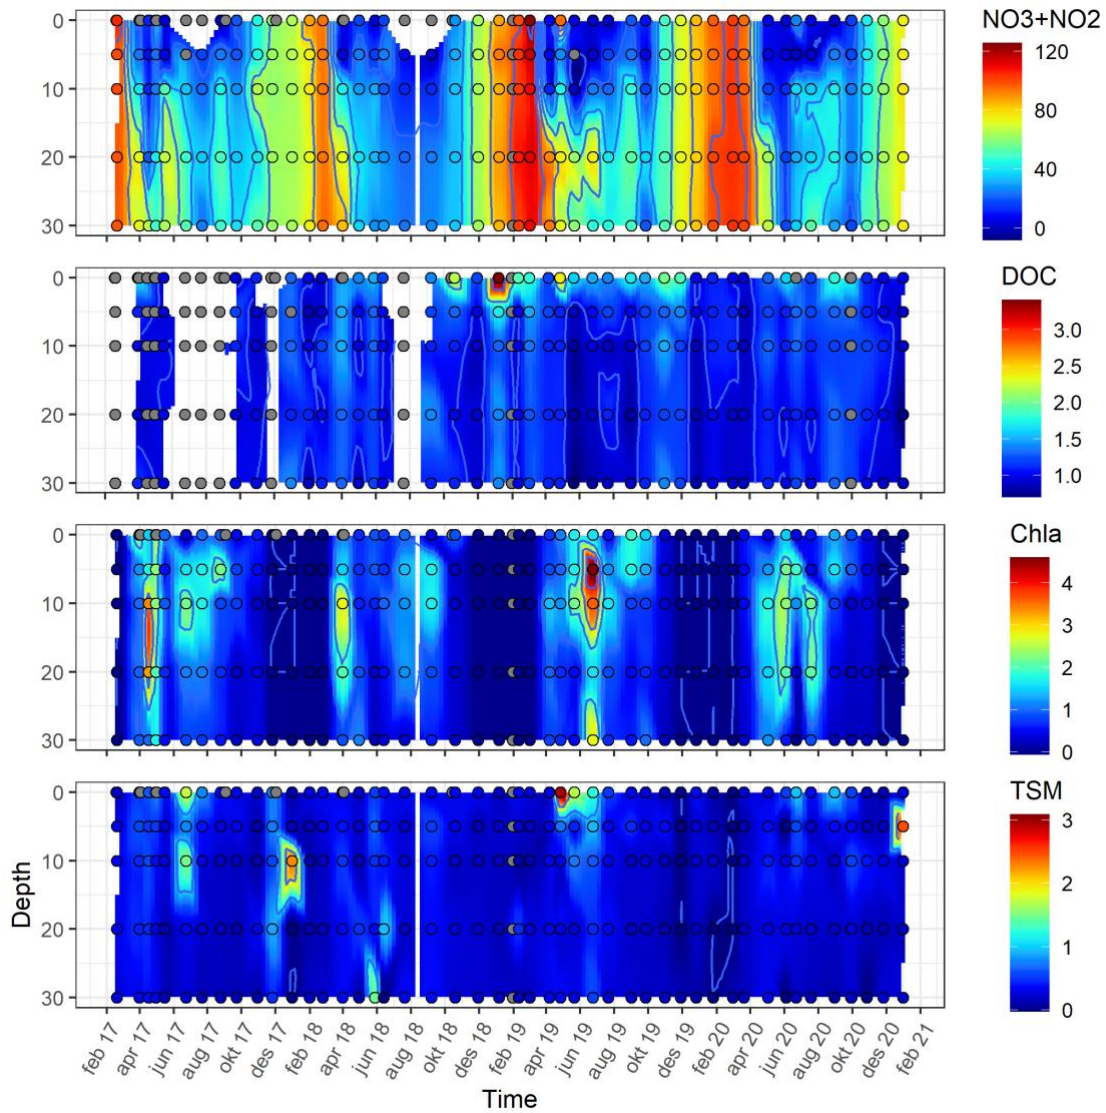 NO3+NO2
0
10
20
30
120
80
40
0
DOC
0
10
20
30
3.0
2.5
2.0
1.5
1.0
Chla
0
10
20
30
4
3
2
1
0
TSM
0
10
20
30
3
2
1
0
Depth
feb 17
apr 17
jun 17
aug 17
okt 17
des 17
feb 18
apr 18
jun 18
aug 18
okt 18
des 18
feb 19
apr 19
jun 19
aug 19
okt 19
des 19
feb 20
apr 20
jun 20
aug 20
okt 20
des 20
feb 21
Time